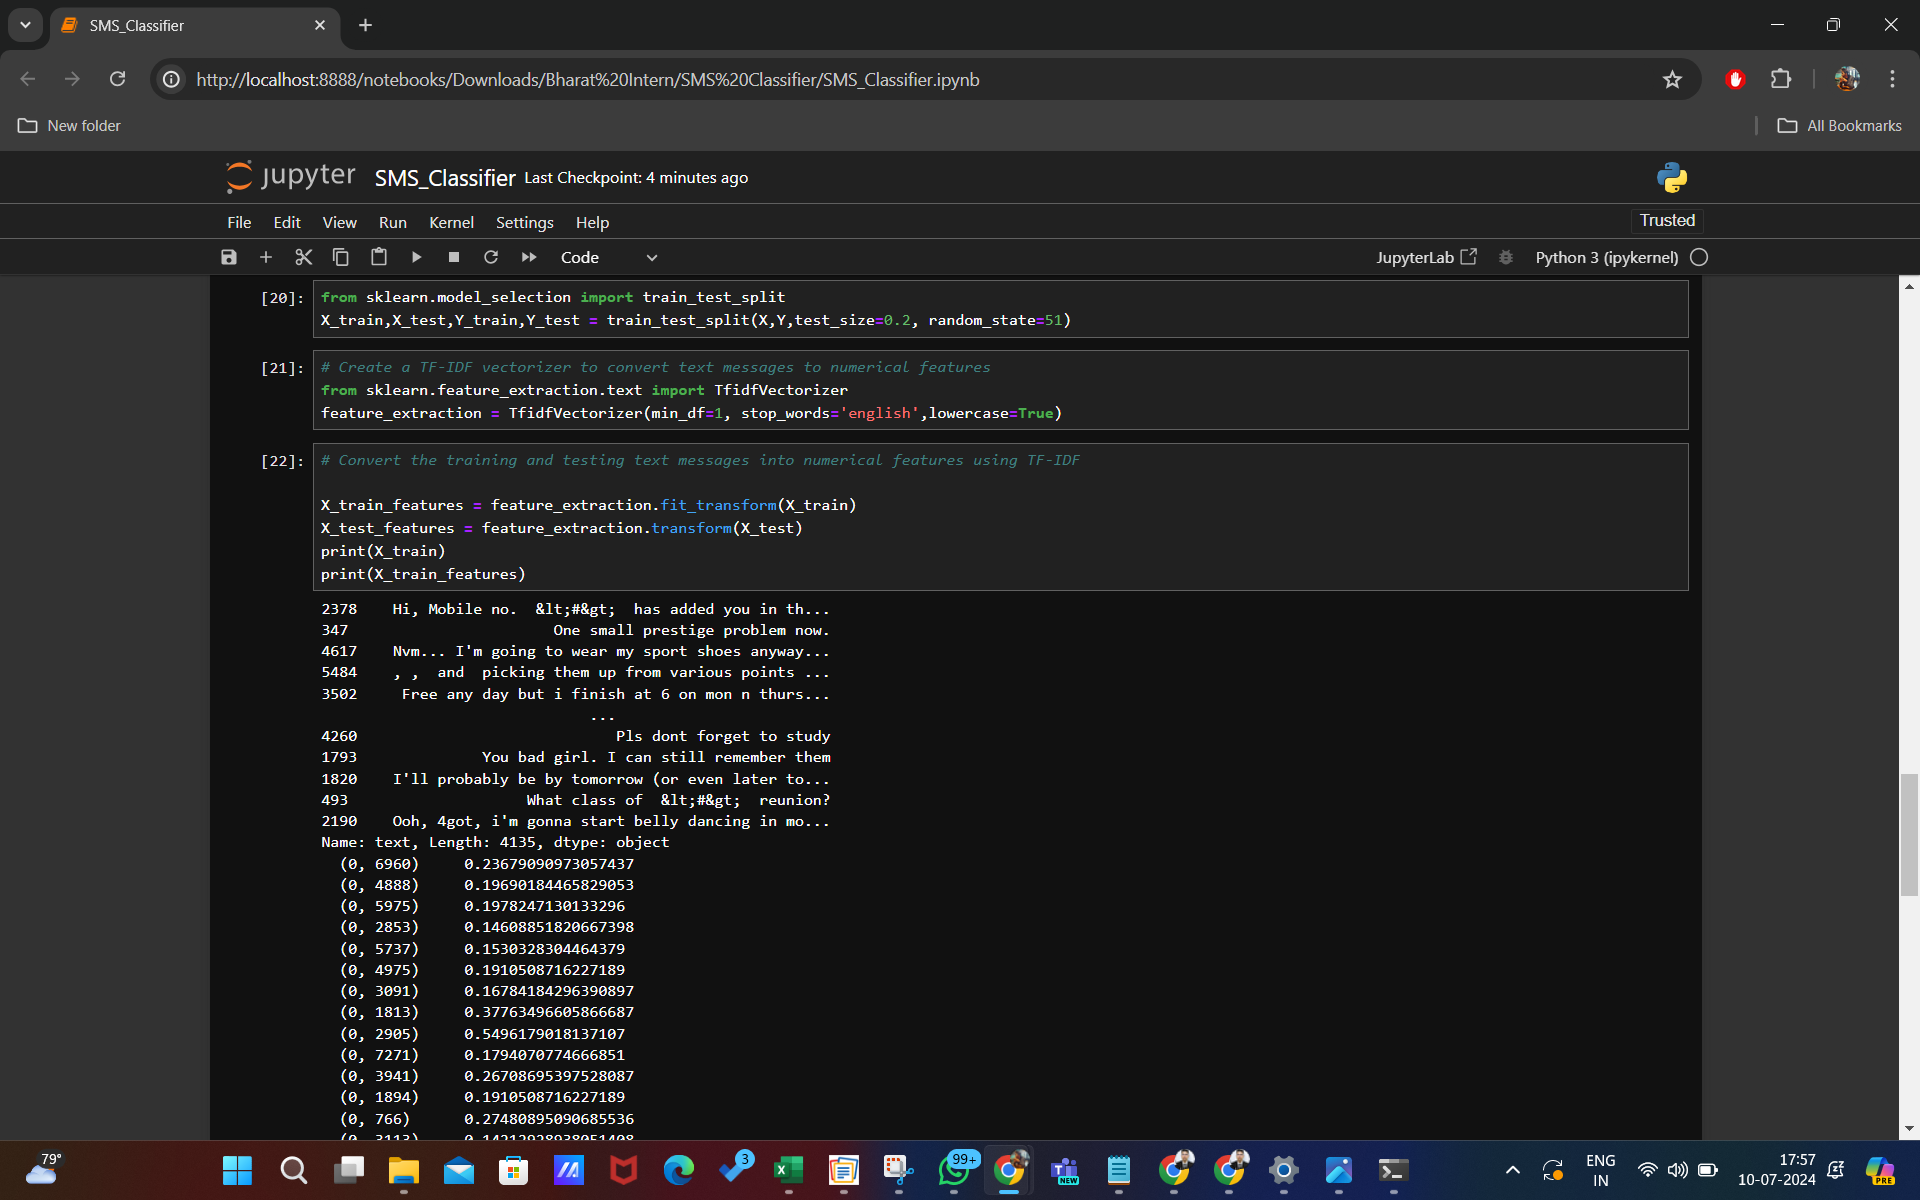 SMS_Classifier
http://localhost:8888/notebooks/Downloads/Bharat%20Intern/SMS%20Classifier/SMS_Classifier.ipynb
New folder
All Bookmarks
jupyter SMS_Classifier Last Checkpoint: 4 minutes ago
File Edit View Run Kernel Settings Help Trusted
Code JupyterLab Python 3 (ipykernel)
[20]: from sklearn.model_selection import train_test_split
X_train,X_test,Y_train,Y_test = train_test_split(X,Y,test_size=0.2, random_state=51)
[21]: # Create a TF-IDF vectorizer to convert text messages to numerical features
from sklearn.feature_extraction.text import TfidfVectorizer
feature_extraction = TfidfVectorizer(min_df=1, stop_words='english',lowercase=True)
[22]: # Convert the training and testing text messages into numerical features using TF-IDF
X_train_features = feature_extraction.fit_transform(X_train)
X_test_features = feature_extraction.transform(X_test)
print(X_train)
print(X_train_features)
2378 Hi, Mobile no. &lt;#&gt; has added you in th...
347 One small prestige problem now.
4617 Nvm... I'm going to wear my sport shoes anyway...
5484 , , and picking them up from various points ...
3502 Free any day but i finish at 6 on mon n thurs...
...
4260 Pls dont forget to study
1793 You bad girl. I can still remember them
1820 I'll probably be by tomorrow (or even later to...
493 What class of &lt;#&gt; reunion?
2190 Ooh, 4got, i'm gonna start belly dancing in mo...
Name: text, Length: 4135, dtype: object
(0, 6960) 0.23679090973057437
(0, 4888) 0.19690184465829053
(0, 5975) 0.1978247130133296
(0, 2853) 0.14608851820667398
(0, 5737) 0.1530328304464379
(0, 4975) 0.1910508716227189
(0, 3091) 0.16784184296390897
(0, 1813) 0.37763496605866687
(0, 2905) 0.5496179018137107
(0, 7271) 0.1794070774666851
(0, 3941) 0.26708695397528087
(0, 1894) 0.1910508716227189
(0, 766) 0.27480895090685536
79°
3
99+
NEW
ENG
IN
17:57
10-07-2024
PRE